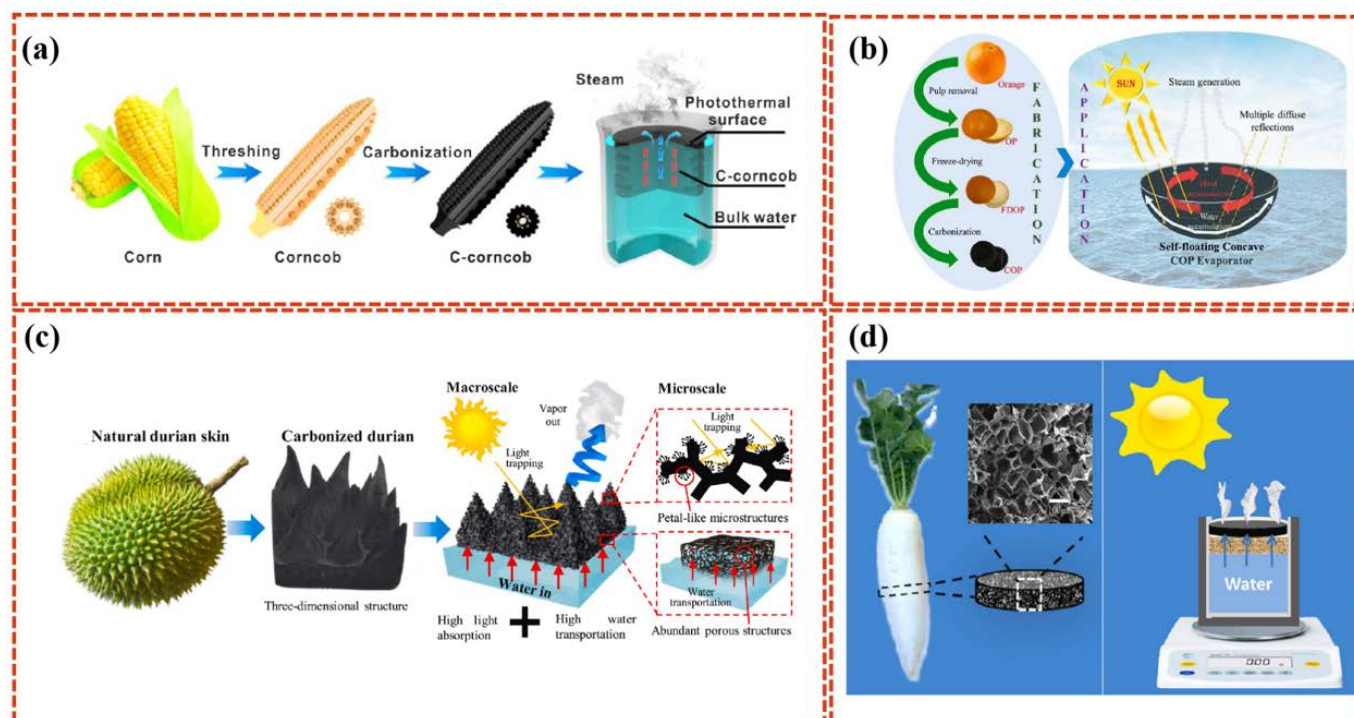 (a)
Steam
Photothermal
surface
Threshing
Carbonization
C-corncob
Bulk water
Corn
Corncob
C-corncob
(b)
Orange
Pulp removal
OP
Freeze-drying
FDOP
Carbonization
COP
FABRICATION
APPLICATION
SUN
Steam generation
Multiple diffuse
reflections
Heat
Water
Self-floating Concave
COP Evaporator
(c)
Natural durian skin
Carbonized durian
Three-dimensional structure
Macroscale
Vapor
out
Light
trapping
Water in
High light
absorption
High water
transportation
Microscale
Light
trapping
Petal-like microstructures
Water
transportation
Abundant porous structures
(d)
Water